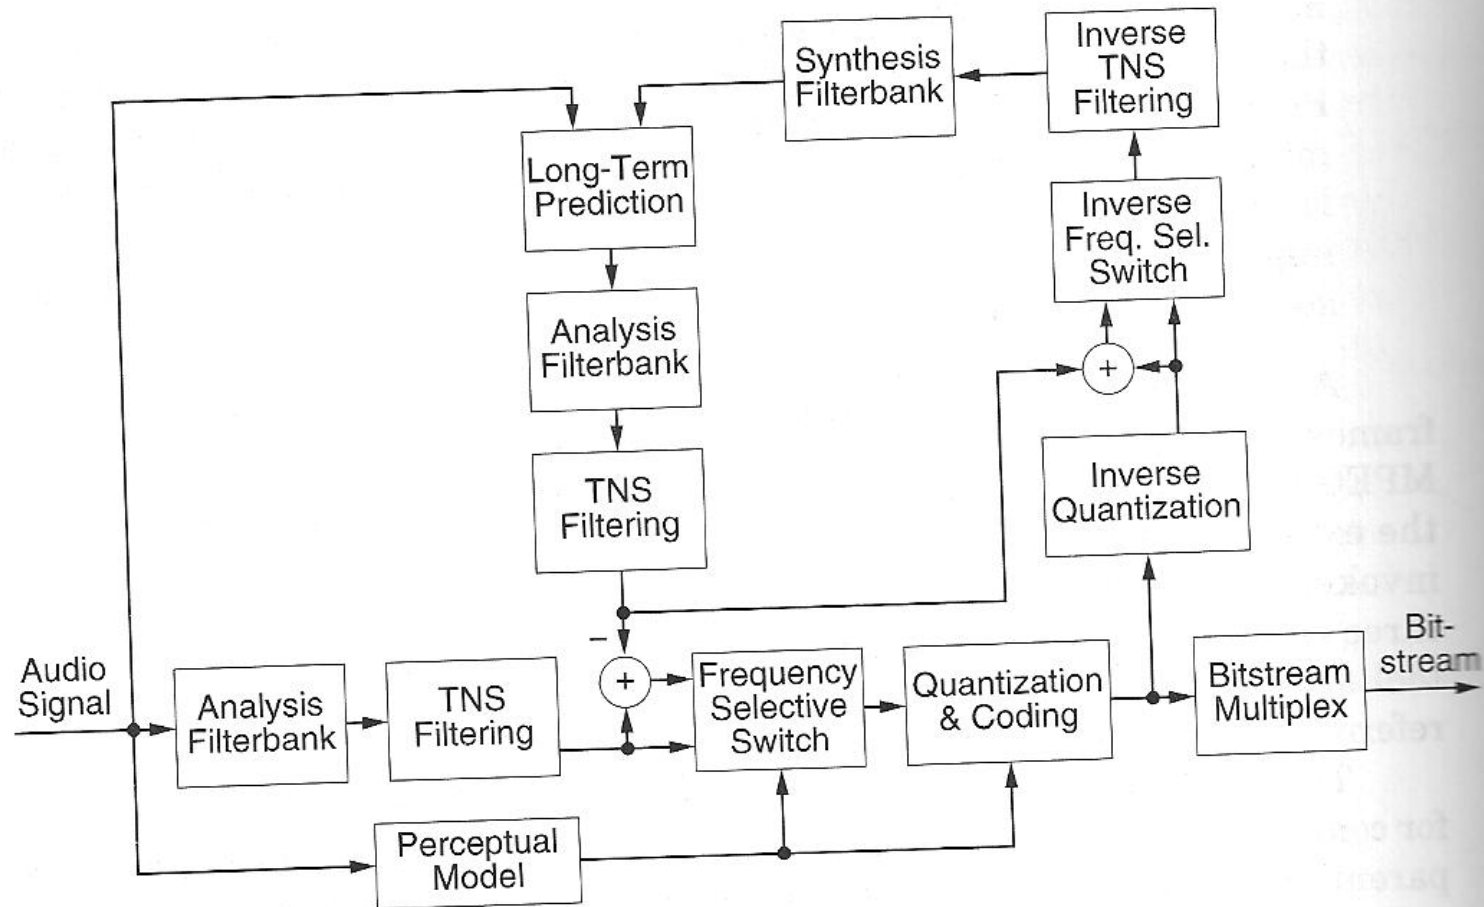 Inverse
TNS
Filtering
Synthesis
Filterbank
Long-Term
Prediction
Inverse
Freq. Sel.
Switch
Analysis
Filterbank
+
TNS
Filtering
Inverse
Quantization
−
Audio
Signal
Analysis
Filterbank
TNS
Filtering
+
Frequency
Selective
Switch
Quantization
& Coding
Bitstream
Multiplex
Bit-
stream
Perceptual
Model